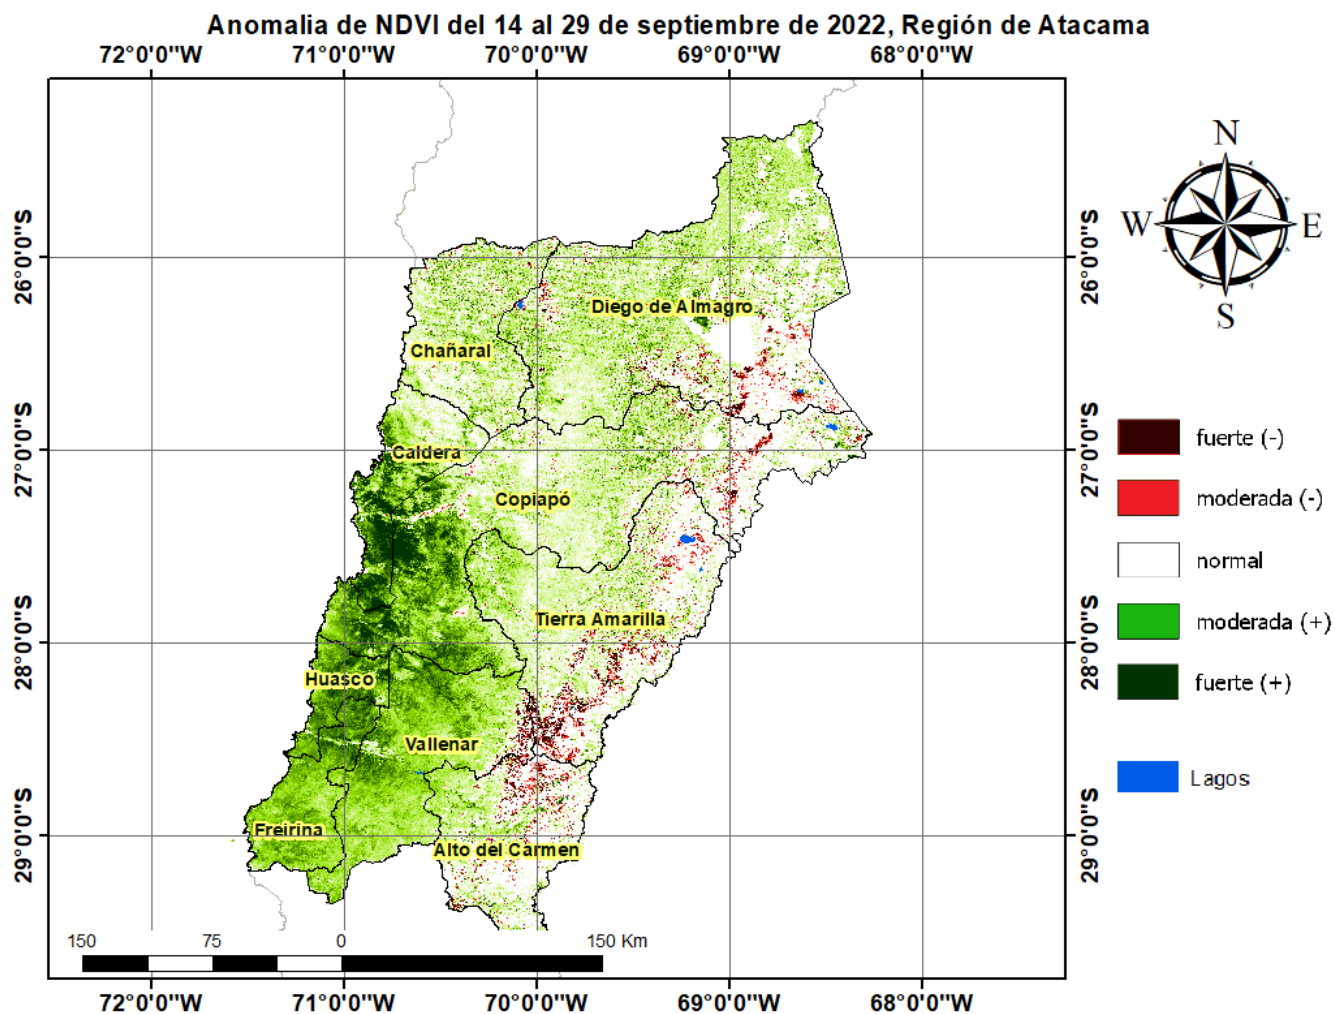 Anomalia de NDVI del 14 al 29 de septiembre de 2022, Región de Atacama
72°0'0"W 71°0'0"W 70°0'0"W 69°0'0"W 68°0'0"W
N
W E
S
26°0'0"S 26°0'0"S
Diego de Almagro
Chañaral
27°0'0"S 27°0'0"S
Caldera
Copiapó
fuerte (-)
moderada (-)
normal
moderada (+)
fuerte (+)
Lagos
Tierra Amarilla
28°0'0"S 28°0'0"S
Huasco
Vallenar
29°0'0"S 29°0'0"S
Freirina
Alto del Carmen
150 75 0 150 Km
72°0'0"W 71°0'0"W 70°0'0"W 69°0'0"W 68°0'0"W